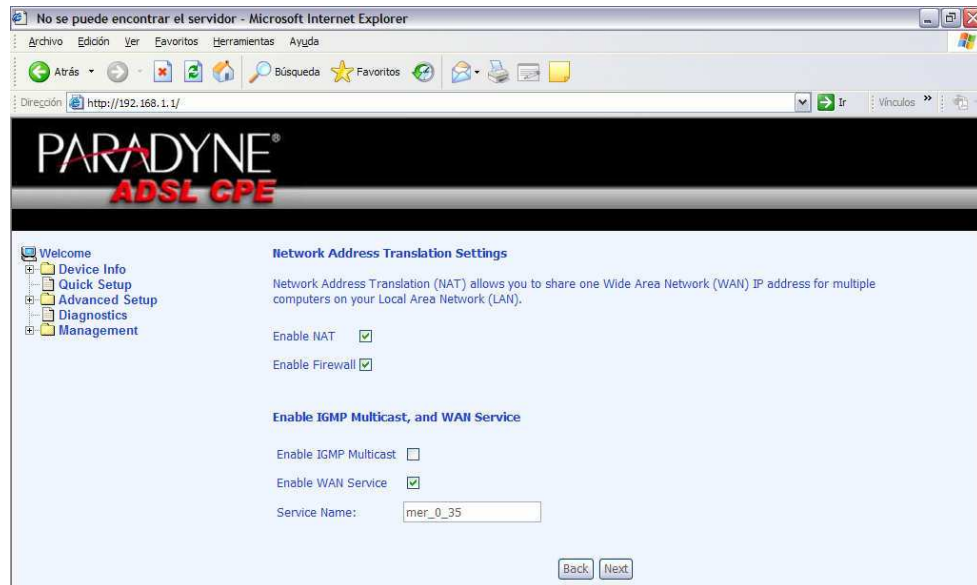 No se puede encontrar el servidor - Microsoft Internet Explorer
Archivo Edición Ver Favoritos Herramientas Ayuda
Atrás Búsqueda Favoritos
Dirección http://192.168.1.1/ Ir Vínculos »
PARADYNE®
ADSL CPE
Welcome
Device Info
Quick Setup
Advanced Setup
Diagnostics
Management
Network Address Translation Settings
Network Address Translation (NAT) allows you to share one Wide Area Network (WAN) IP address for multiple
computers on your Local Area Network (LAN).
Enable NAT
Enable Firewall
Enable IGMP Multicast, and WAN Service
Enable IGMP Multicast
Enable WAN Service
Service Name: mer_0_35
Back Next